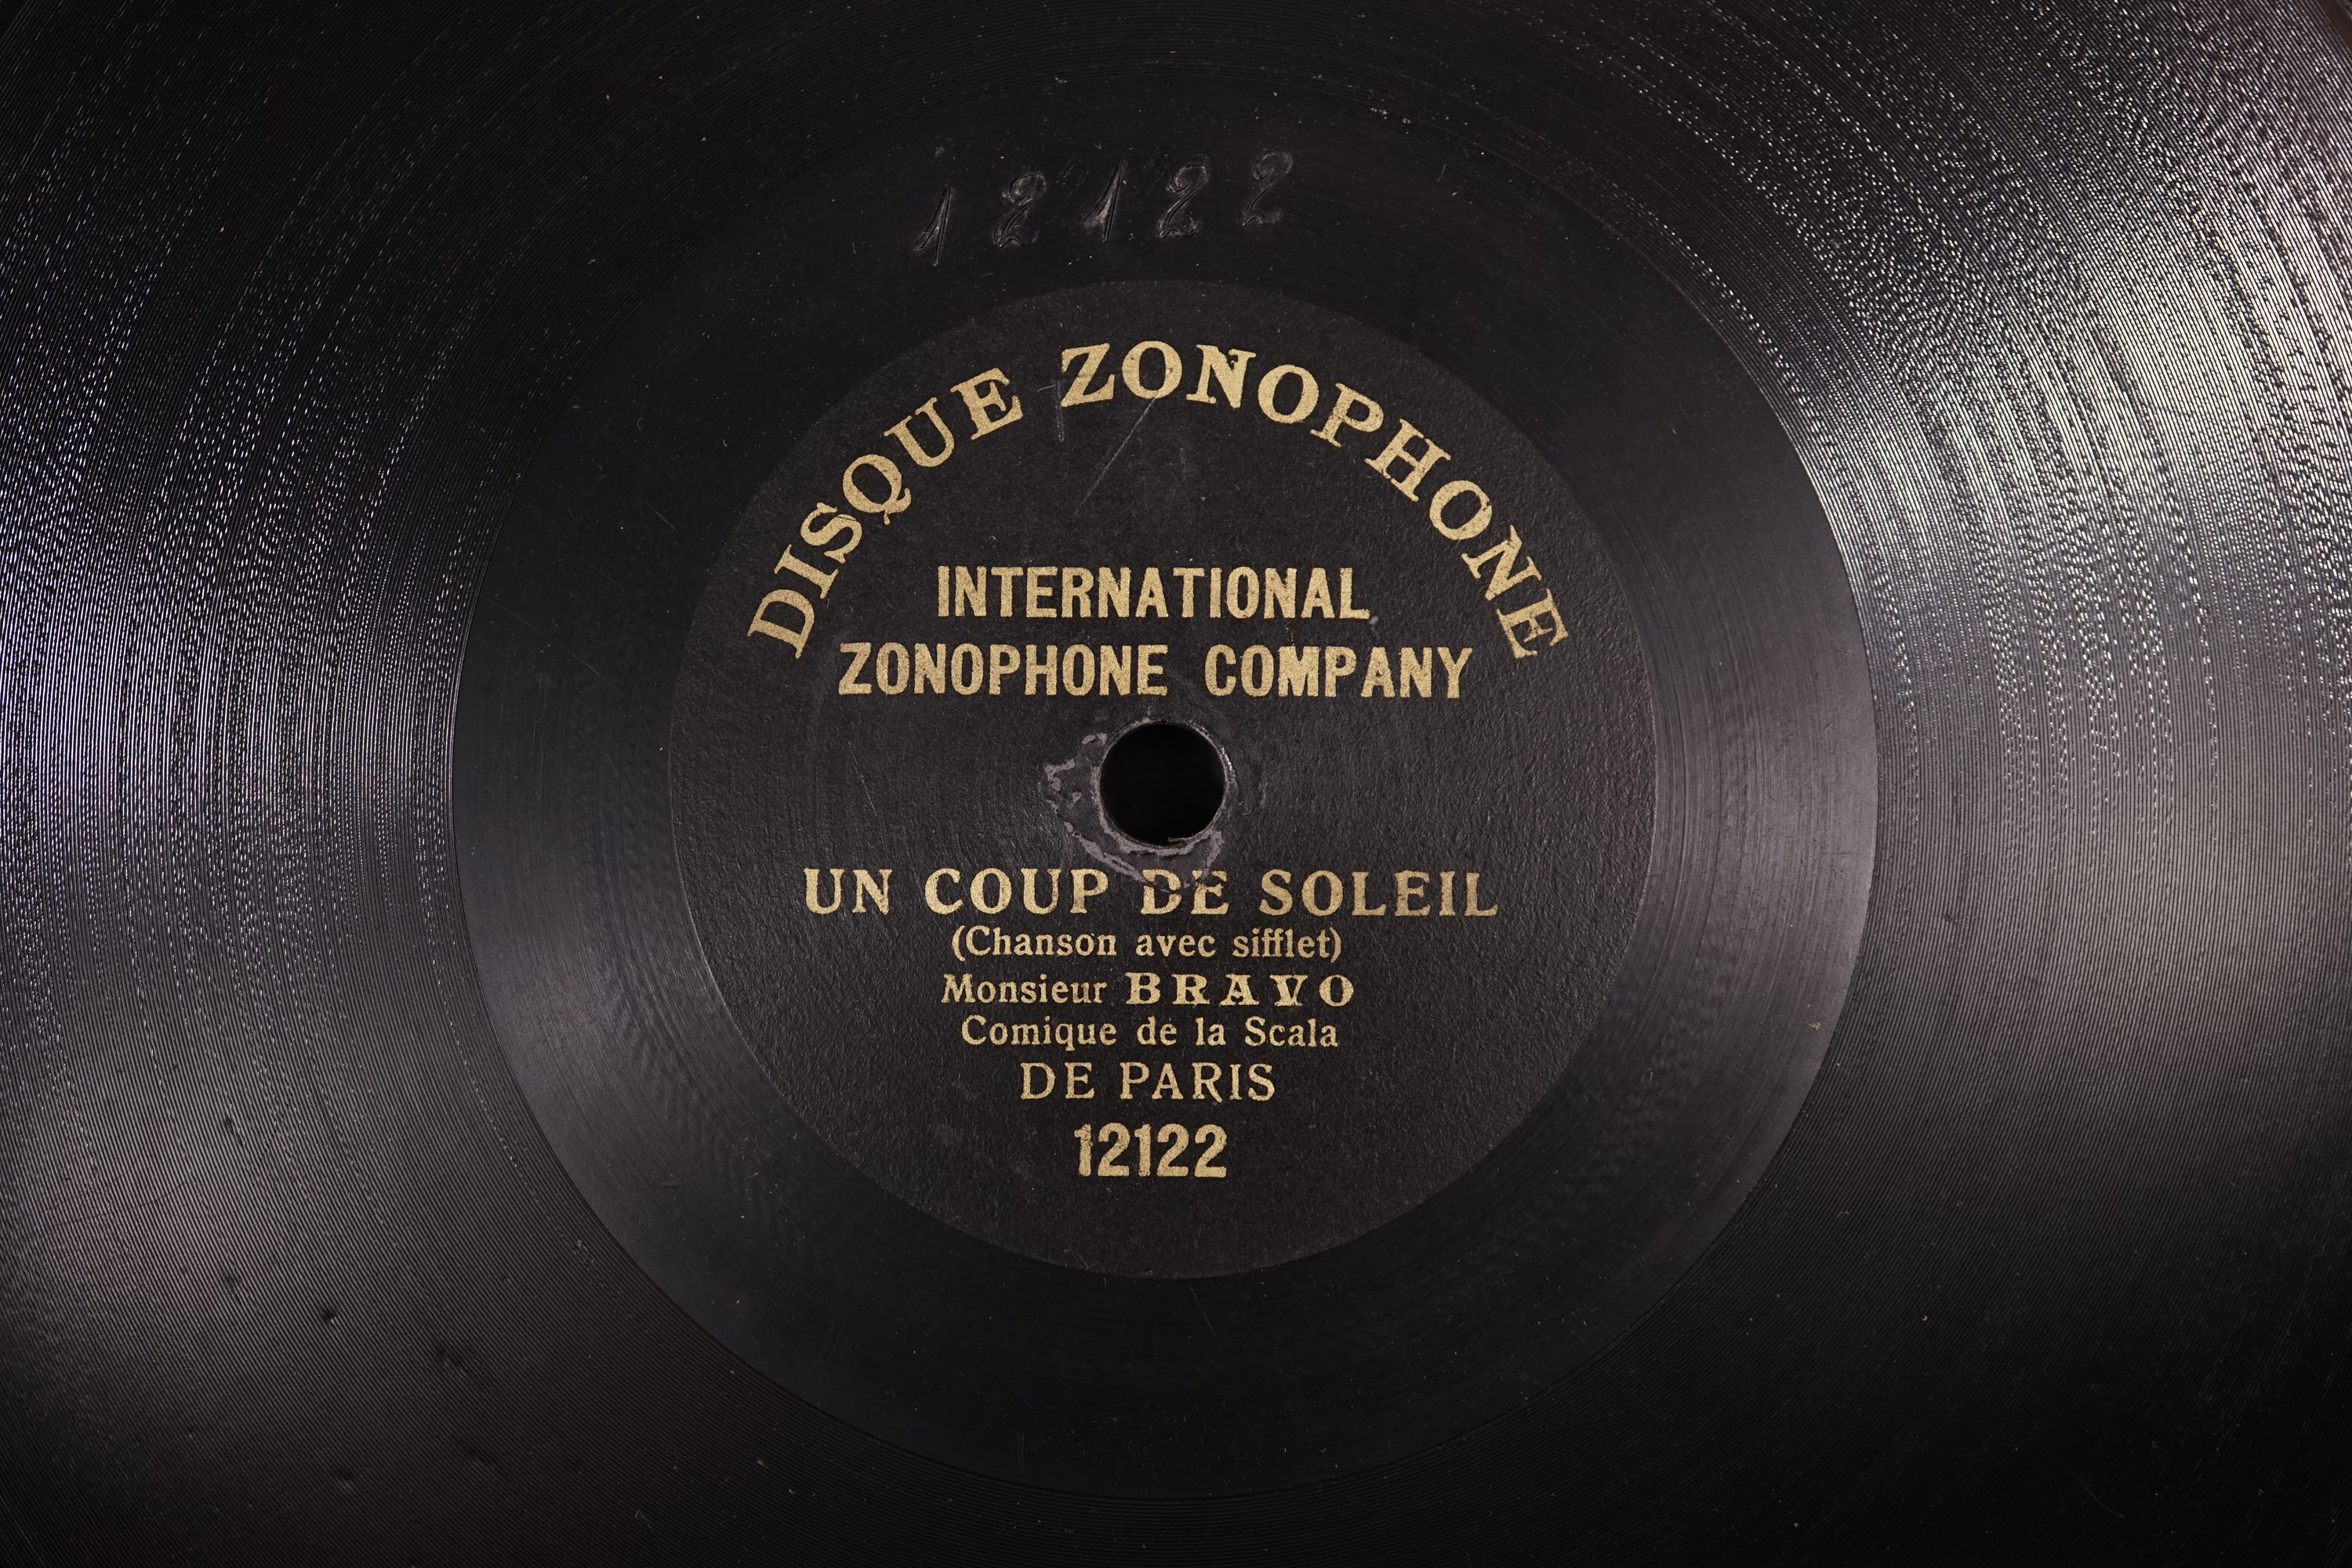 12122
DISQUE ZONOPHONE
INTERNATIONAL
ZONOPHONE COMPANY
UN COUP DE SOLEIL
(Chanson avec sifflet)
Monsieur BRAVO
Comique de la Scala
DE PARIS
12122